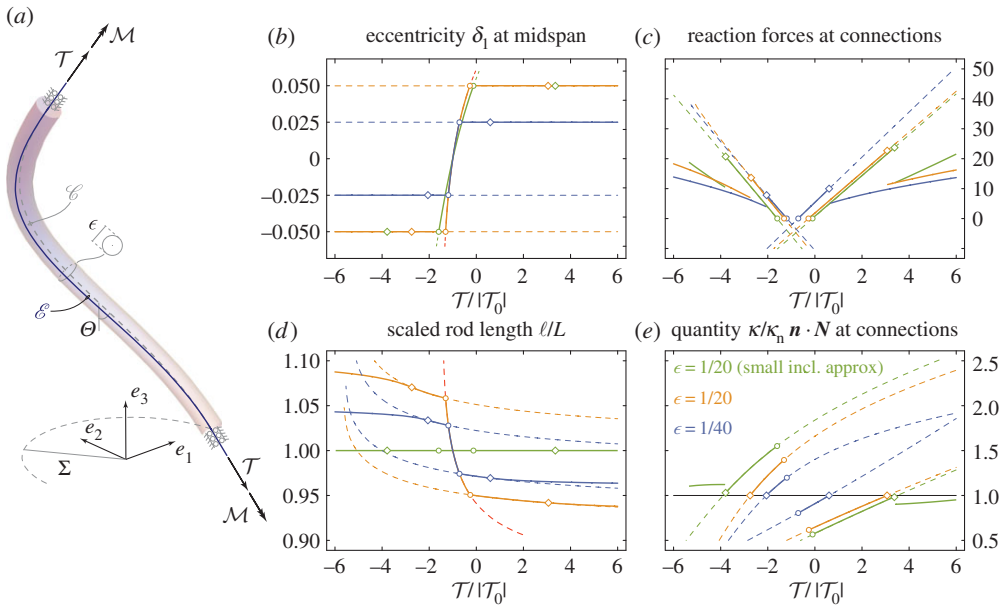 (a)
ℳ
𝒯
𝒞
ϵ
ℰ
Θ
e₃
e₂
e₁
Σ
𝒯
ℳ
(b) eccentricity δ₁ at midspan
0.050
0.025
0
−0.025
−0.050
−6 −4 −2 0 2 4 6
𝒯/|𝒯₀|
(c) reaction forces at connections
50
40
30
20
10
0
−6 −4 −2 0 2 4 6
𝒯/|𝒯₀|
(d) scaled rod length ℓ/L
1.10
1.05
1.00
0.95
0.90
−6 −4 −2 0 2 4 6
𝒯/|𝒯₀|
(e) quantity κ/κₙ n · N at connections
ϵ = 1/20 (small incl. approx)
ϵ = 1/20
ϵ = 1/40
2.5
2.0
1.5
1.0
0.5
−6 −4 −2 0 2 4 6
𝒯/|𝒯₀|